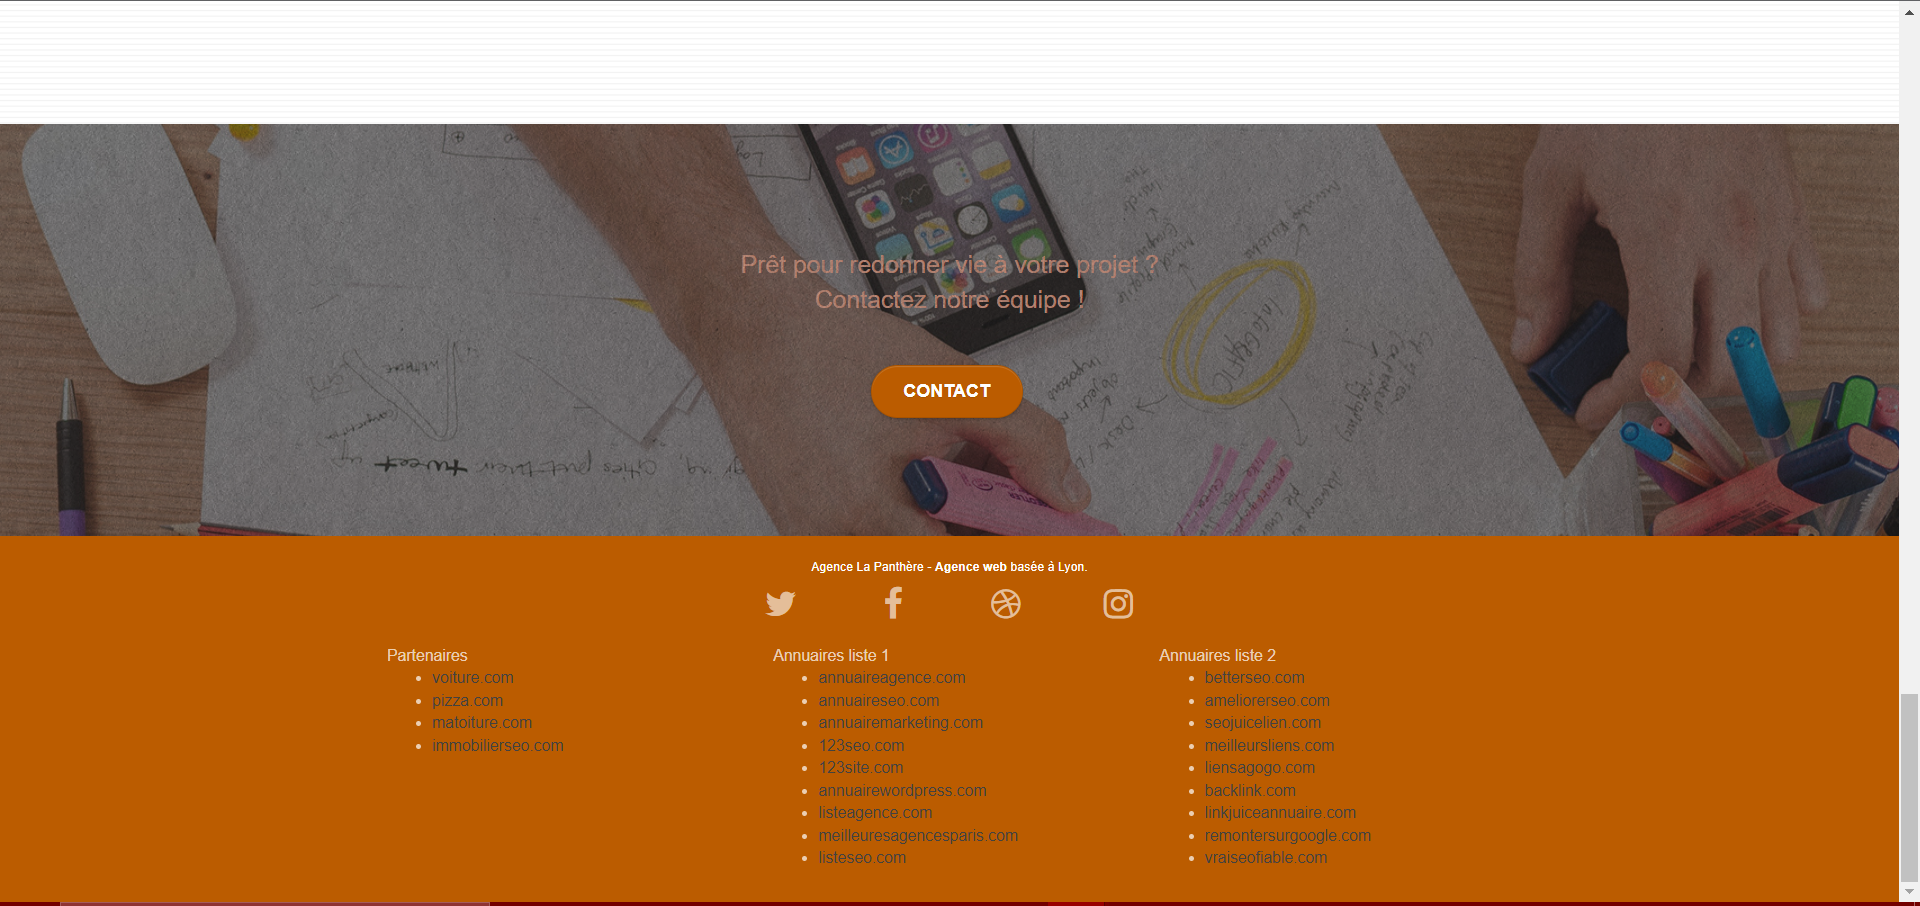 Prêt pour redonner vie à votre projet ?
Contactez notre équipe !
INFOGRAFIC
CONTACT
tweet
Agence La Panthère - Agence web basée à Lyon.
Partenaires
voiture.com
pizza.com
matoiture.com
immobilierseo.com
Annuaires liste 1
annuaireagence.com
annuaireseo.com
annuairemarketing.com
123seo.com
123site.com
annuairewordpress.com
listeagence.com
meilleuresagencesparis.com
listeseo.com
Annuaires liste 2
betterseo.com
ameliorerseo.com
seojuicelien.com
meilleursliens.com
liensagogo.com
backlink.com
linkjuiceannuaire.com
remontersurgoogle.com
vraiseofiable.com